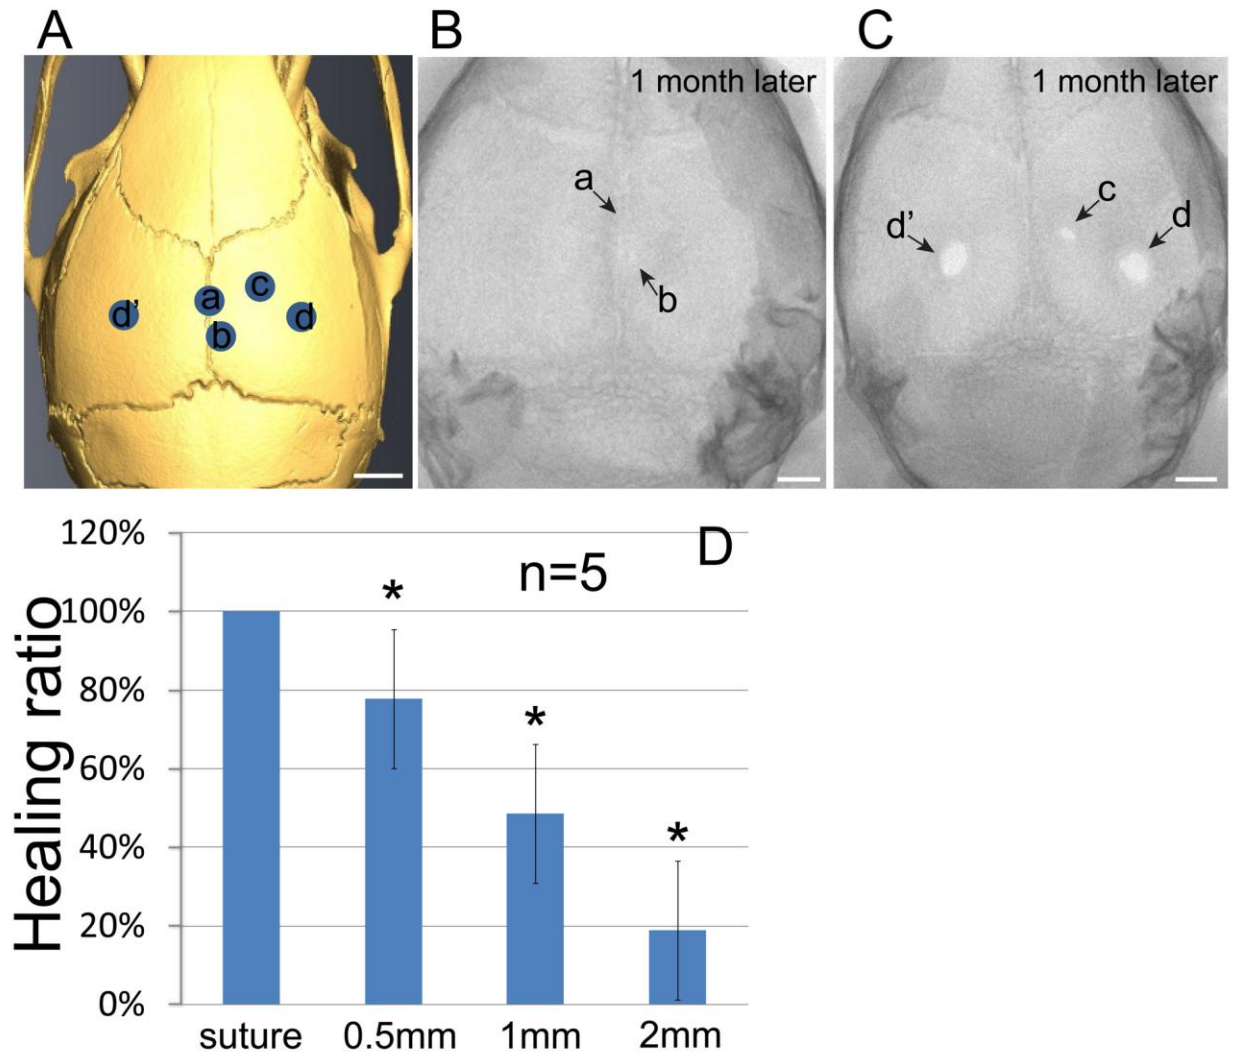 A
B
C
1 month later
1 month later
a
b
c
d
d'
a
b
c
d
d’
D
n=5
120%
100%
80%
60%
40%
20%
0%
Healing ratio
*
*
*
suture 0.5mm 1mm 2mm